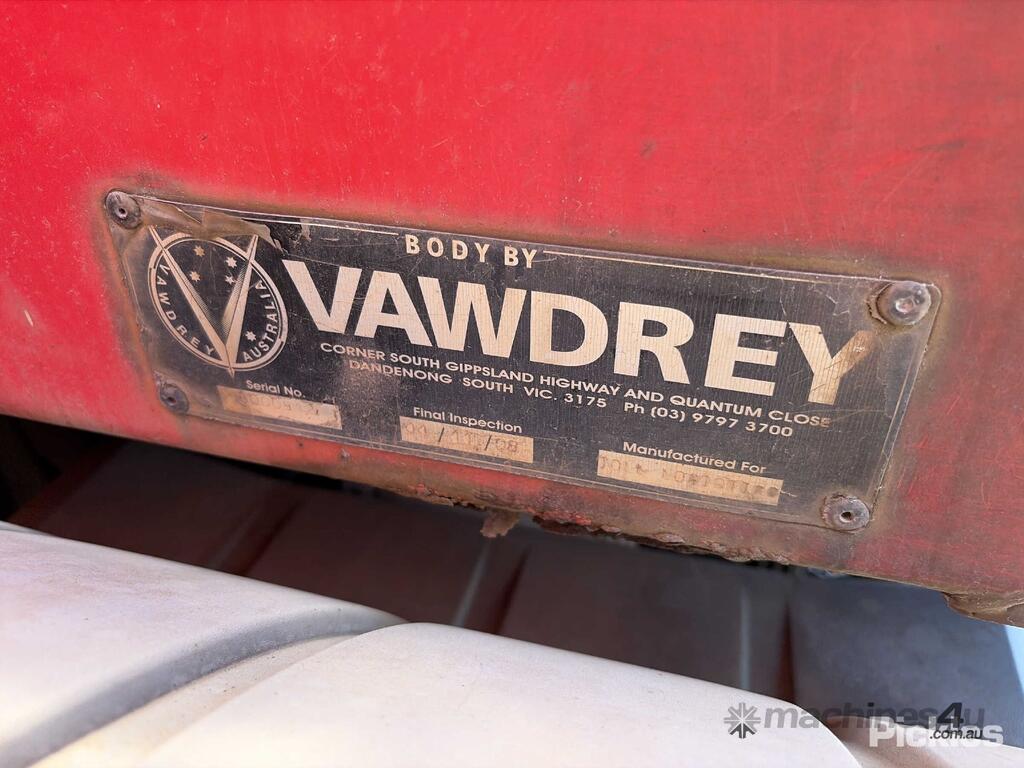 BODY BY
VAWDREY
VAWDREY AUSTRALIA
CORNER SOUTH GIPPSLAND HIGHWAY AND QUANTUM CLOSE
DANDENONG SOUTH VIC. 3175 Ph (03) 9797 3700
Serial No.
Final Inspection
Manufactured For
machines4u
.com.au
Pickles